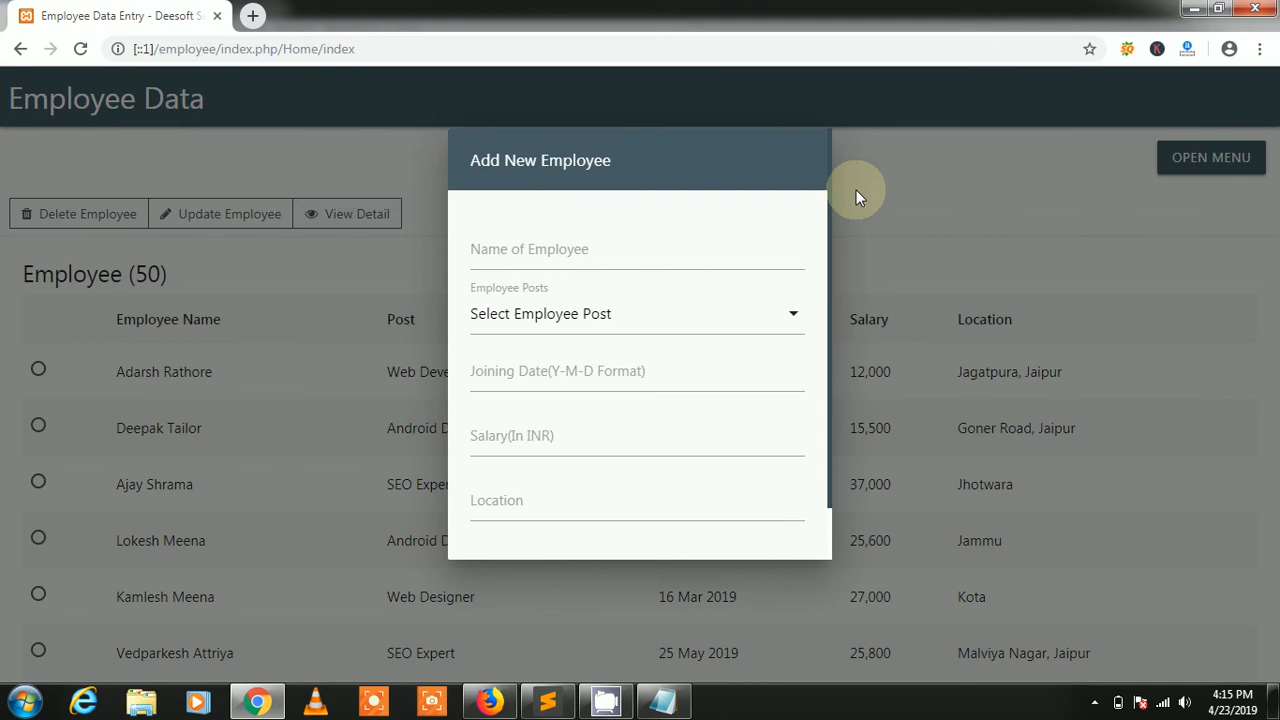 Employee Data Entry - Deesoft
[::1]/employee/index.php/Home/index
Employee Data
Add New Employee
OPEN MENU
Delete Employee
Update Employee
View Detail
Name of Employee
Employee (50)
Employee Posts
Select Employee Post
Employee Name
Post
Salary
Location
Joining Date(Y-M-D Format)
Adarsh Rathore
Web
12,000
Jagatpura, Jaipur
Deepak Tailor
Android
15,500
Goner Road, Jaipur
Salary(In INR)
Ajay Shrama
SEO
37,000
Jhotwara
Location
Lokesh Meena
Android
25,600
Jammu
Kamlesh Meena
Web Designer
16 Mar 2019
27,000
Kota
Vedparkesh Attriya
SEO Expert
25 May 2019
25,800
Malviya Nagar, Jaipur
4:15 PM
4/23/2019